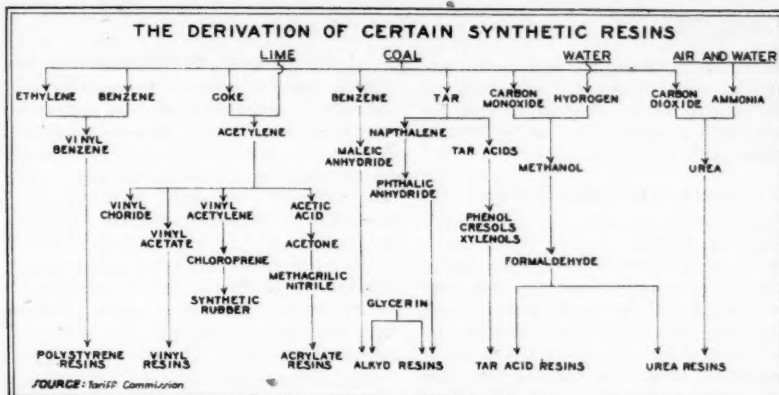 THE DERIVATION OF CERTAIN SYNTHETIC RESINS
LIME COAL WATER AIR AND WATER
ETHYLENE BENZENE COKE BENZENE TAR CARBON MONOXIDE HYDROGEN CARBON DIOXIDE AMMONIA
VINYL BENZENE ACETYLENE MALEIC ANHYDRIDE NAPTHALENE TAR ACIDS METHANOL UREA
PHTHALIC ANHYDRIDE
VINYL CHORIDE VINYL ACETATE VINYL ACETYLENE ACETIC ACID PHENOL CRESOLS XYLENOLS
CHLOROPRENE ACETONE FORMALDEHYDE
SYNTHETIC RUBBER METHACRILIC NITRILE
GLYCERIN
POLYSTYRENE RESINS VINYL RESINS ACRYLATE RESINS ALKYD RESINS TAR ACID RESINS UREA RESINS
SOURCE: Tariff Commission